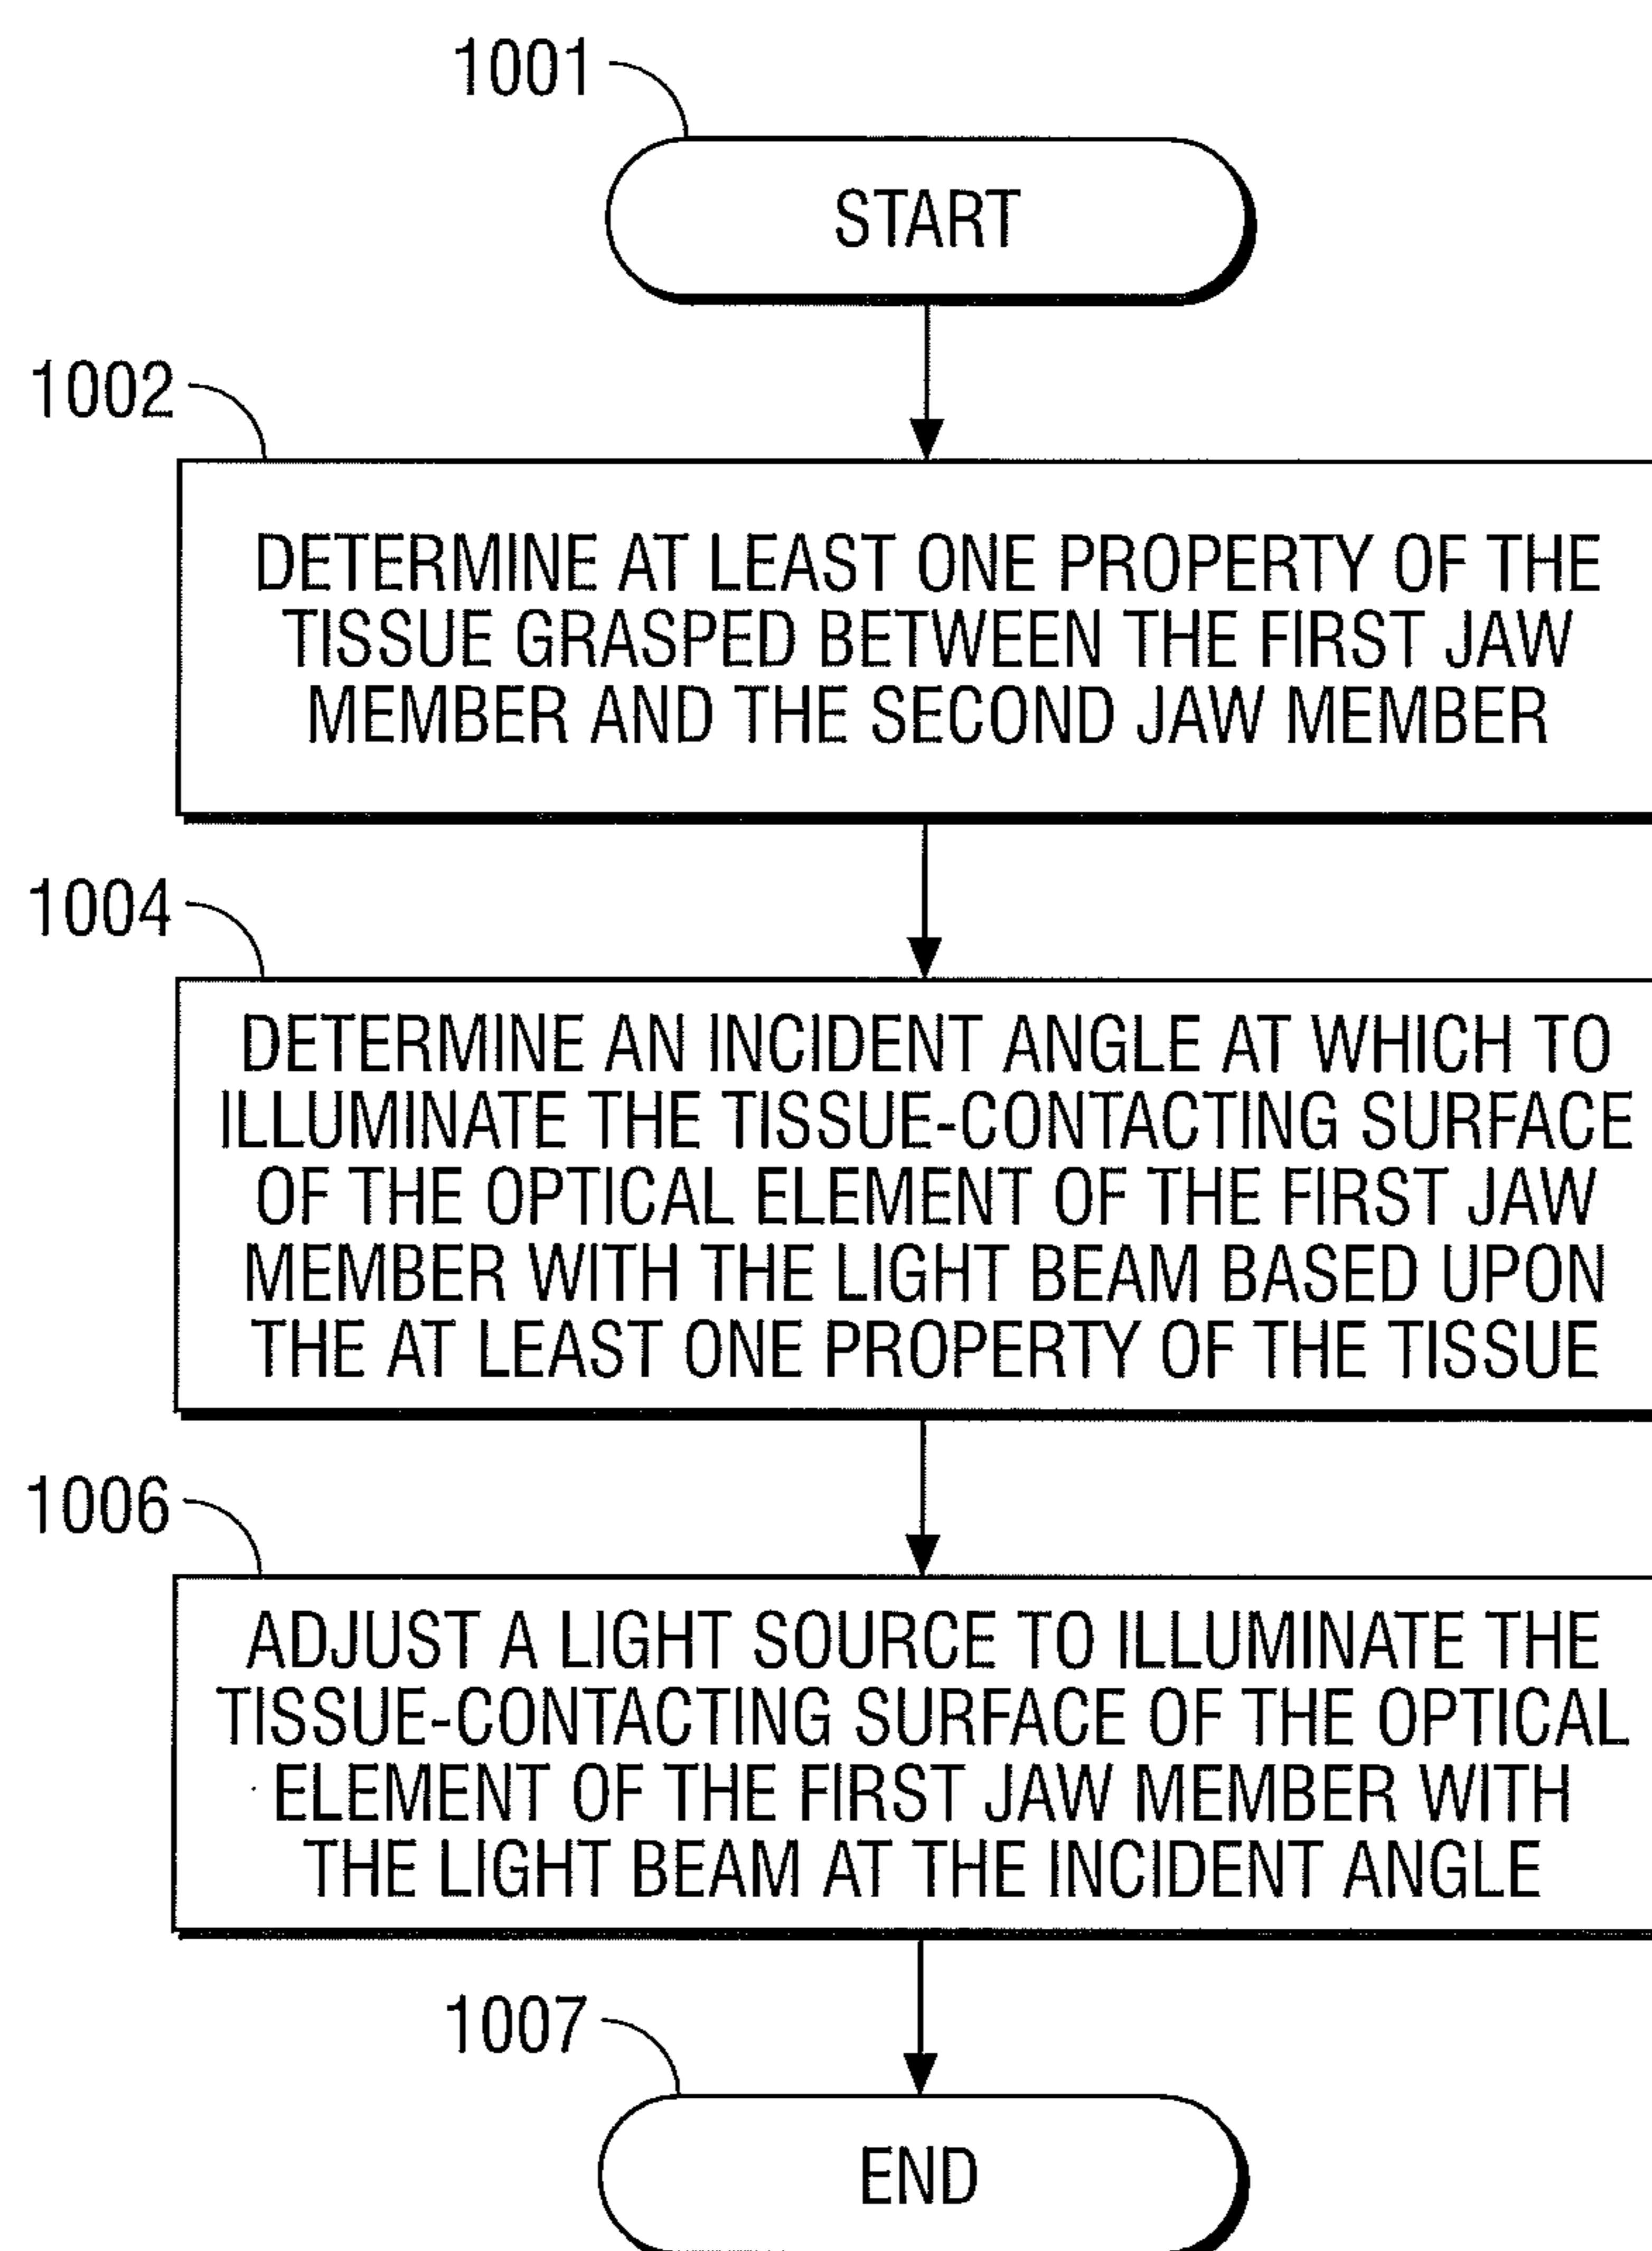 1001
START
1002
DETERMINE AT LEAST ONE PROPERTY OF THE
TISSUE GRASPED BETWEEN THE FIRST JAW
MEMBER AND THE SECOND JAW MEMBER
1004
DETERMINE AN INCIDENT ANGLE AT WHICH TO
ILLUMINATE THE TISSUE-CONTACTING SURFACE
OF THE OPTICAL ELEMENT OF THE FIRST JAW
MEMBER WITH THE LIGHT BEAM BASED UPON
THE AT LEAST ONE PROPERTY OF THE TISSUE
1006
ADJUST A LIGHT SOURCE TO ILLUMINATE THE
TISSUE-CONTACTING SURFACE OF THE OPTICAL
ELEMENT OF THE FIRST JAW MEMBER WITH
THE LIGHT BEAM AT THE INCIDENT ANGLE
1007
END